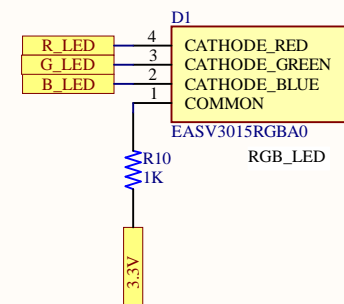 D1
R_LED 4 CATHODE_RED
G_LED 3 CATHODE_GREEN
B_LED 2 CATHODE_BLUE
1 COMMON
EASV3015RGBA0
R10
1K
RGB_LED
3.3V